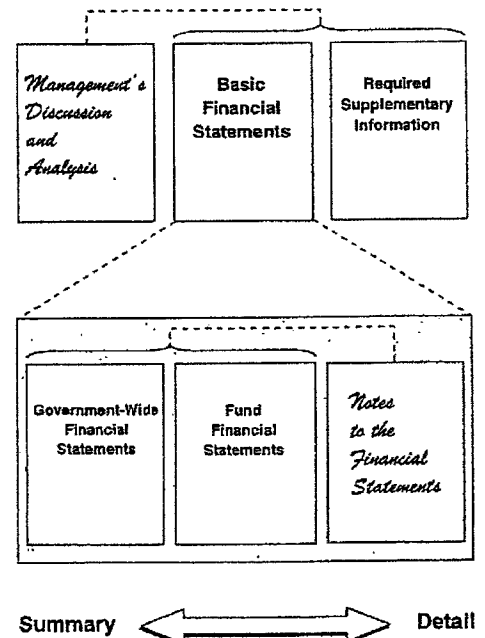 Management's
Discussion
and
Analysis
Basic
Financial
Statements
Required
Supplementary
Information
Government-Wide
Financial
Statements
Fund
Financial
Statements
Notes
to the
Financial
Statements
Summary
Detail